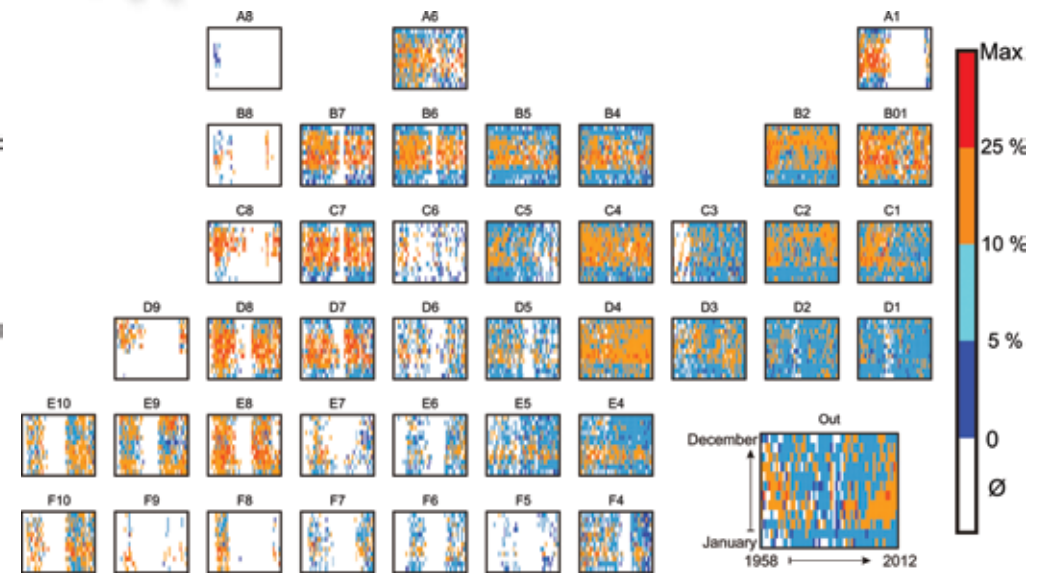 A8 A6 A1
Max
B8 B7 B6 B5 B4 B2 B01
25 %
C8 C7 C6 C5 C4 C3 C2 C1
10 %
D9 D8 D7 D6 D5 D4 D3 D2 D1
5 %
E10 E9 E8 E7 E6 E5 E4
Out
December
0
Ø
F10 F9 F8 F7 F6 F5 F4
January
1958 2012